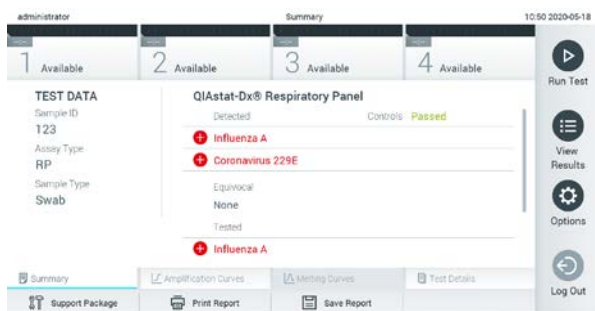 administrator Summary 10:50 2020-05-18
1 Available 2 Available 3 Available 4 Available
Run Test
View Results
Options
Log Out
TEST DATA
Sample ID
123
Assay Type
RP
Sample Type
Swab
QIAstat-Dx® Respiratory Panel
Detected Controls Passed
Influenza A
Coronavirus 229E
Equivocal
None
Tested
Influenza A
Summary Amplification Curves Melting Curves Test Details
Support Package Print Report Save Report